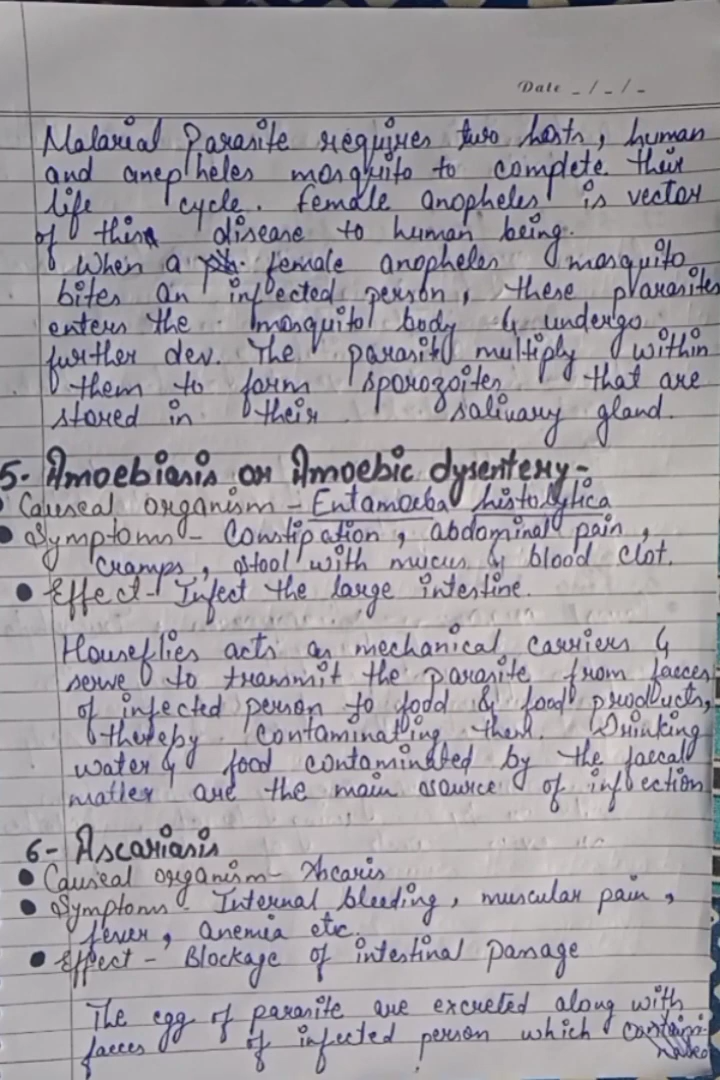 Date _/_/_
Malarial Parasite requires two hosts, human
and anepheles mosquito to complete their
life cycle. female anopheles is vector
of this disease to human being.
When a female anopheles mosquito
bites an infected person, these pParasites
enters the mosquito body & undergo
further dev. The parasite multiply within
them to form sporozoites that are
stored in their salivary gland.
5- Amoebiasis or Amoebic dysentery-
Causeal organism - Entamoeba histolytica
• Symptoms - Constipation, abdominal pain,
cramps, stool with mucus & blood clot.
• Effect - Infect the large intestine.
Houseflies acts as mechanical carriers &
serve to transmit the parasite from faeces
of infected person to food & food products,
thereby contaminating them. Drinking
water & food contaminated by the faecal
matter are the main source of infection
6- Ascariasis
• Causeal organism - Ascaris
• Symptoms - Internal bleeding, muscular pain,
fever, anemia etc.
• Effect - Blockage of intestinal passage
The egg of parasite are excreted along with
faeces of infected person which